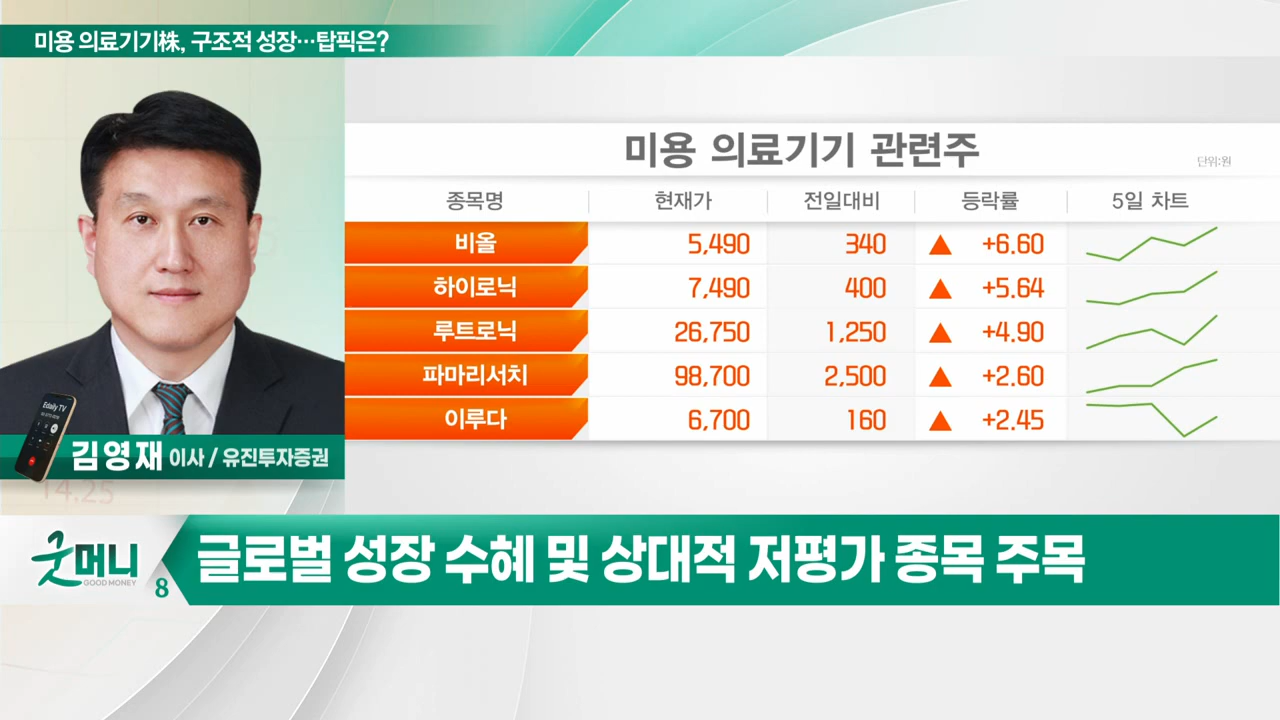 미용 의료기기株, 구조적 성장…탑픽은?
미용 의료기기 관련주
단위:원
종목명 현재가 전일대비 등락률 5일 차트
비올 5,490 340 ▲ +6.60
하이로닉 7,490 400 ▲ +5.64
루트로닉 26,750 1,250 ▲ +4.90
파마리서치 98,700 2,500 ▲ +2.60
이루다 6,700 160 ▲ +2.45
Edaily TV
김영재 이사 / 유진투자증권
14.25
굿머니
GOOD MONEY
8
글로벌 성장 수혜 및 상대적 저평가 종목 주목